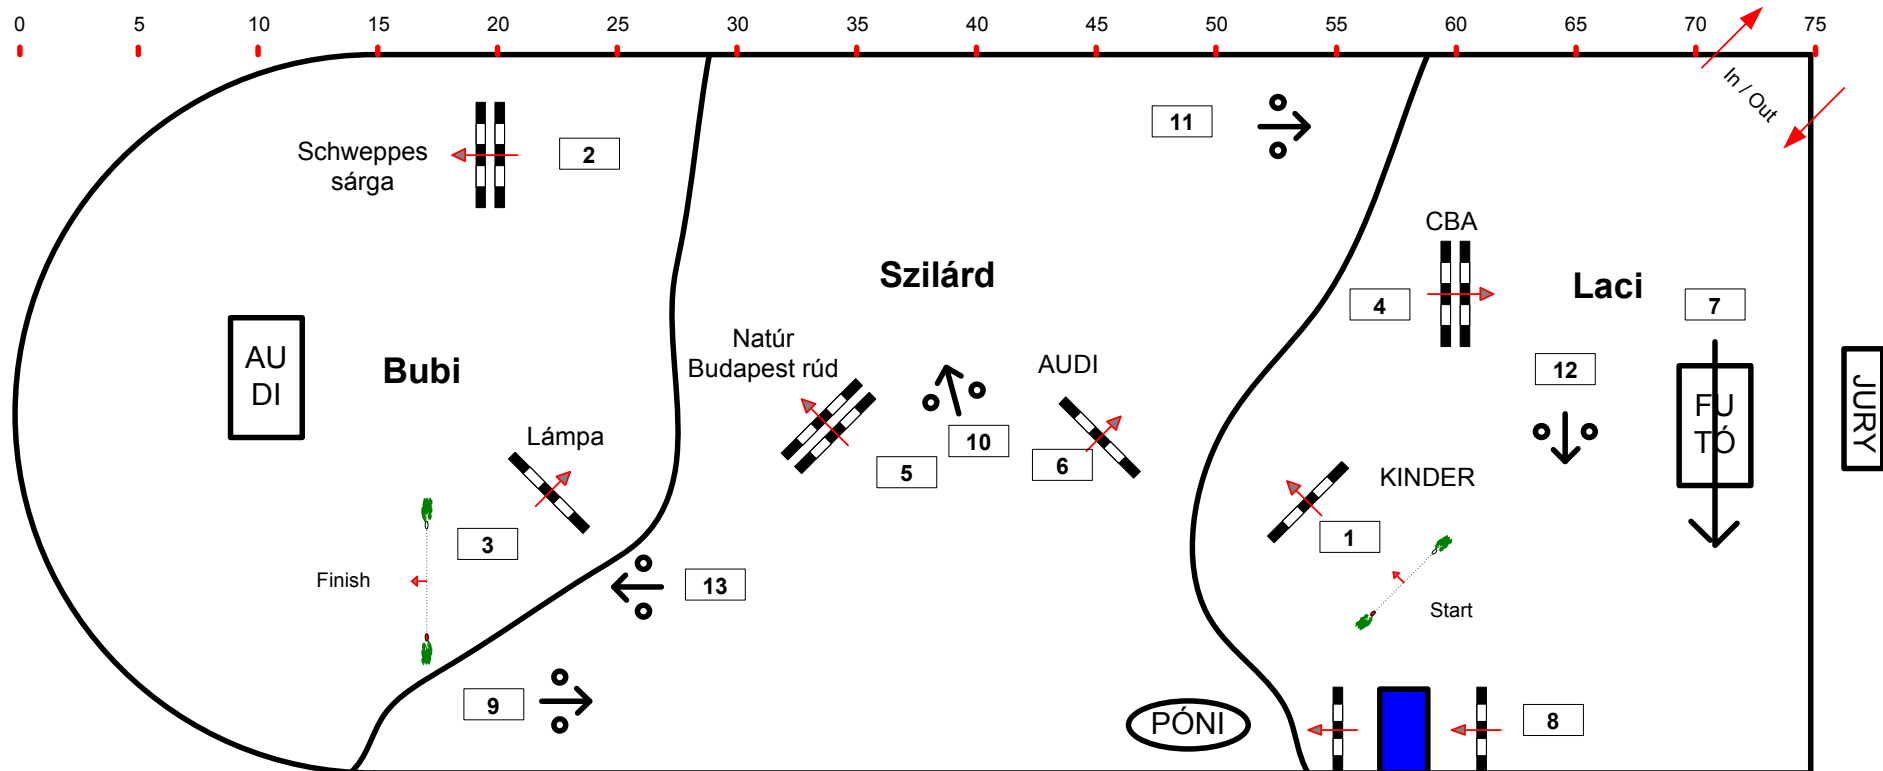 0 5 10 15 20 25 30 35 40 45 50 55 60 65 70 75
In / Out
11
2
Schweppes
sárga
CBA
Szilárd
Laci
4
7
Natúr
Budapest rúd
AUDI
AU
DI
Bubi
12
JURY
FU
TÓ
Lámpa
10
6
5
KINDER
3
1
Finish
13
Start
9
PÓNI
8